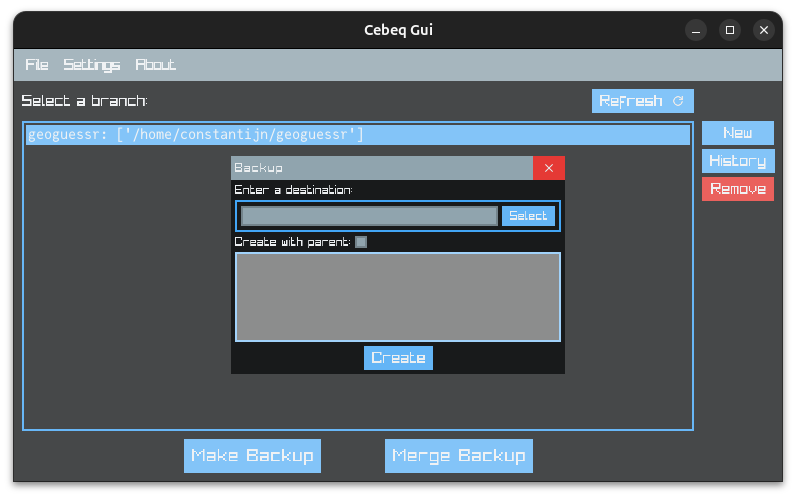 Cebeq Gui
File Settings About
Select a branch: Refresh
geoguessr: ['/home/constantijn/geoguessr']
New
History
Remove
Backup
Enter a destination:
Select
Create with parent:
Create
Make Backup Merge Backup